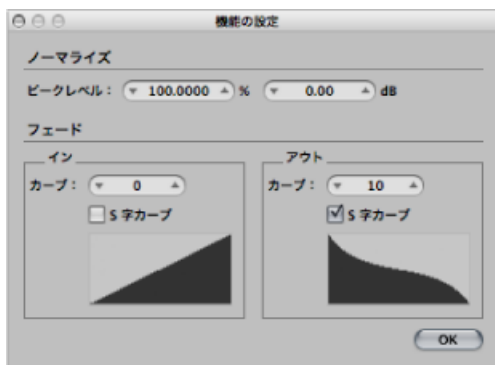 機能の設定
ノーマライズ
ピークレベル： 100.0000 % 0.00 dB
フェード
イン
カーブ： 0
S 字カーブ
アウト
カーブ： 10
S 字カーブ
OK